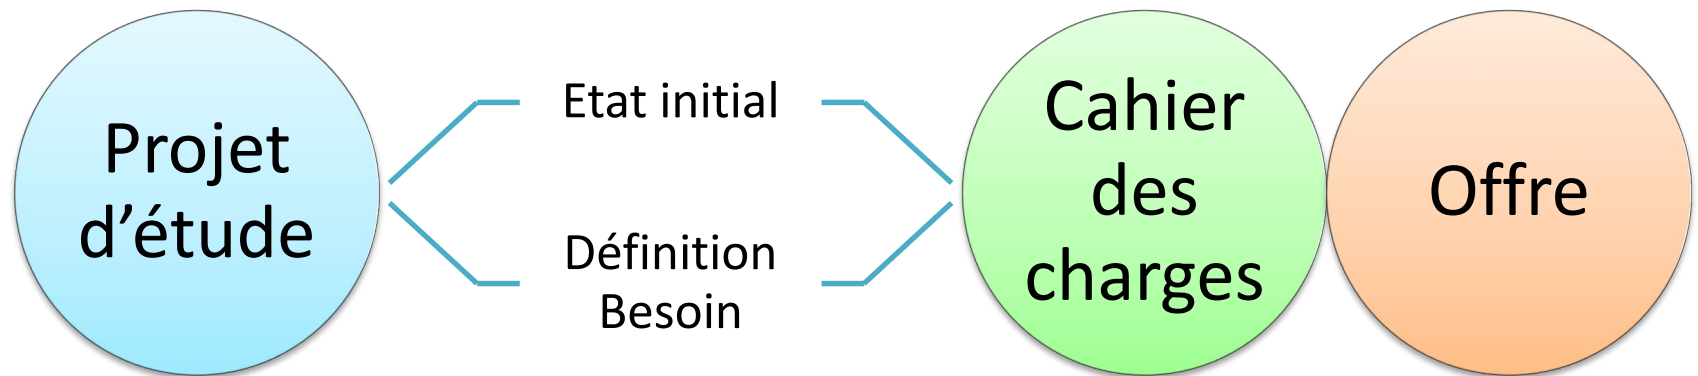 Projet
d’étude
Etat initial
Définition
Besoin
Cahier
des
charges
Offre